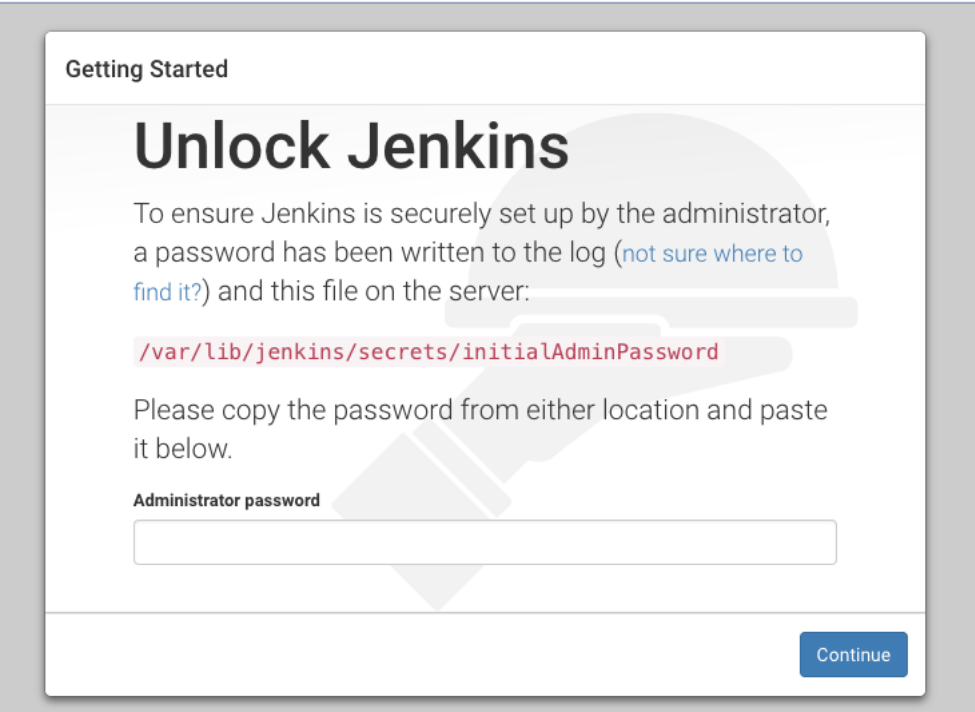 Getting Started
Unlock Jenkins
To ensure Jenkins is securely set up by the administrator,
a password has been written to the log (not sure where to
find it?) and this file on the server:
/var/lib/jenkins/secrets/initialAdminPassword
Please copy the password from either location and paste
it below.
Administrator password
Continue